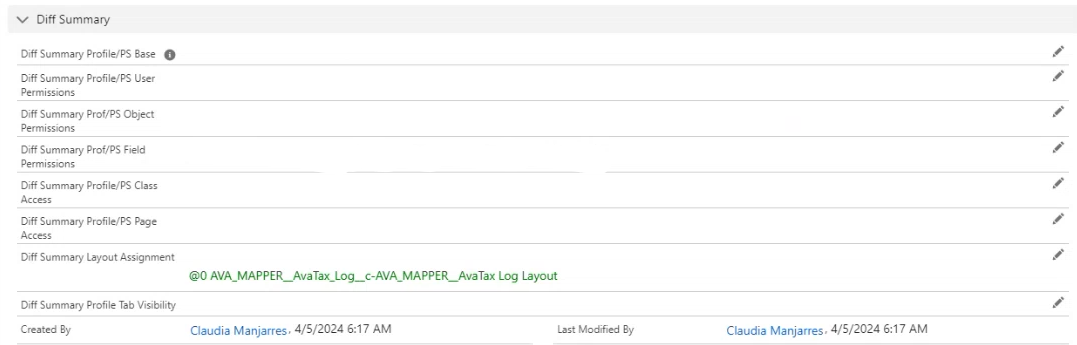 Diff Summary
Diff Summary Profile/PS Base
Diff Summary Profile/PS User
Permissions
Diff Summary Prof/PS Object
Permissions
Diff Summary Prof/PS Field
Permissions
Diff Summary Profile/PS Class
Access
Diff Summary Profile/PS Page
Access
Diff Summary Layout Assignment
@0 AVA_MAPPER__AvaTax_Log__c-AVA_MAPPER__AvaTax Log Layout
Diff Summary Profile Tab Visibility
Created By Claudia Manjarres, 4/5/2024 6:17 AM Last Modified By Claudia Manjarres, 4/5/2024 6:17 AM